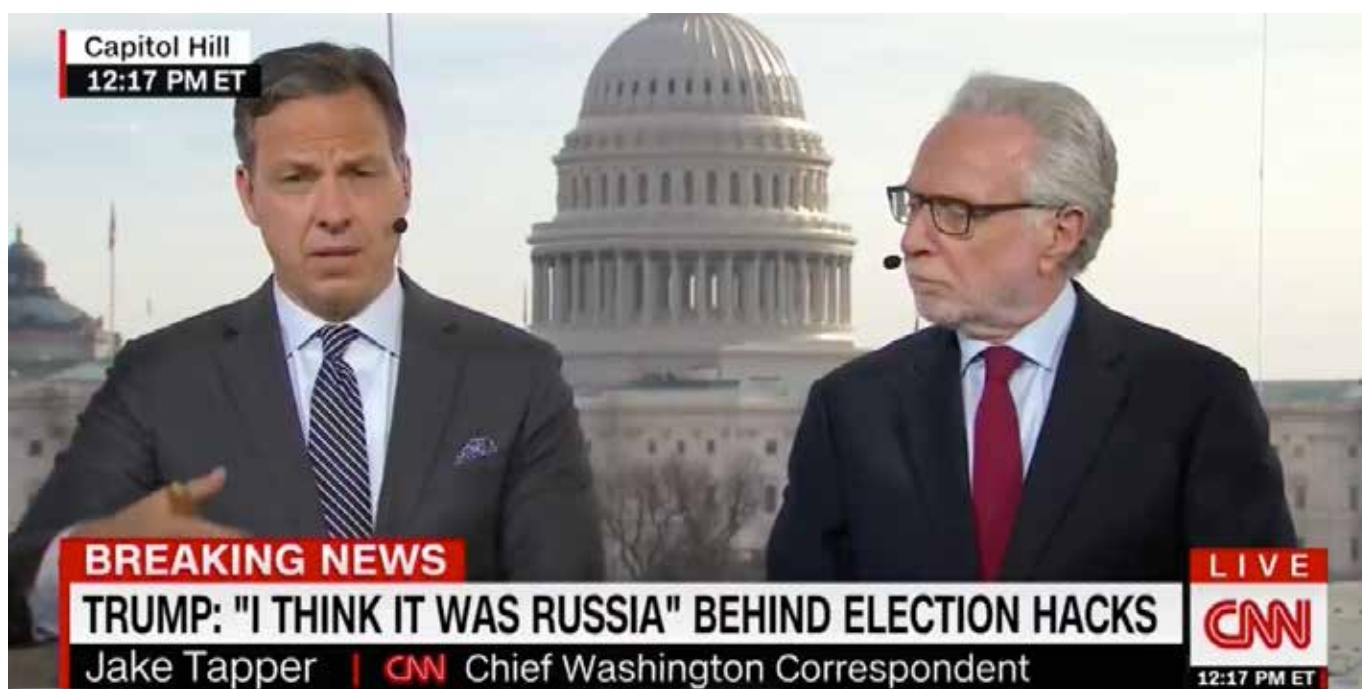 Capitol Hill
12:17 PM ET
BREAKING NEWS
TRUMP: "I THINK IT WAS RUSSIA" BEHIND ELECTION HACKS
Jake Tapper | CNN Chief Washington Correspondent
LIVE
CNN
12:17 PM ET